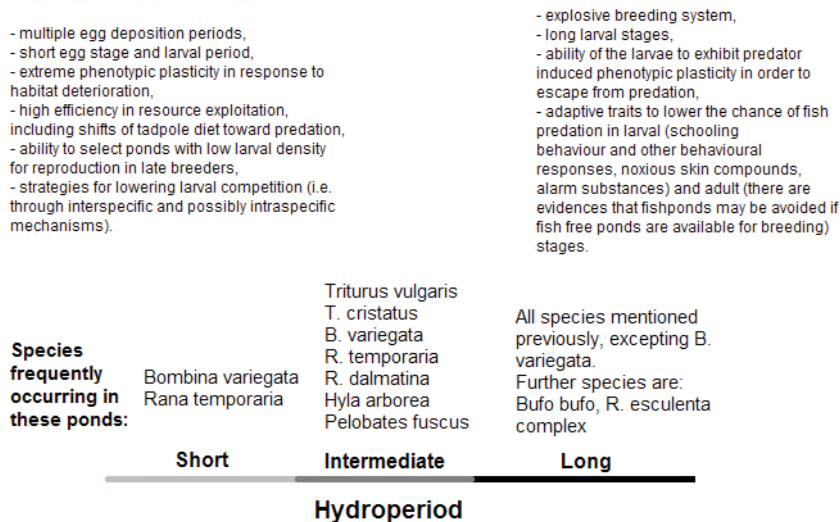 - multiple egg deposition periods,
- short egg stage and larval period,
- extreme phenotypic plasticity in response to
habitat deterioration,
- high efficiency in resource exploitation,
including shifts of tadpole diet toward predation,
- ability to select ponds with low larval density
for reproduction in late breeders,
- strategies for lowering larval competition (i.e.
through interspecific and possibly intraspecific
mechanisms).
- explosive breeding system,
- long larval stages,
- ability of the larvae to exhibit predator
induced phenotypic plasticity in order to
escape from predation,
- adaptive traits to lower the chance of fish
predation in larval (schooling
behaviour and other behavioural
responses, noxious skin compounds,
alarm substances) and adult (there are
evidences that fishponds may be avoided if
fish free ponds are available for breeding)
stages.
Species
frequently
occurring in
these ponds:
Bombina variegata
Rana temporaria
Triturus vulgaris
T. cristatus
B. variegata
R. temporaria
R. dalmatina
Hyla arborea
Pelobates fuscus
All species mentioned
previously, excepting B.
variegata.
Further species are:
Bufo bufo, R. esculenta
complex
Short
Intermediate
Long
Hydroperiod